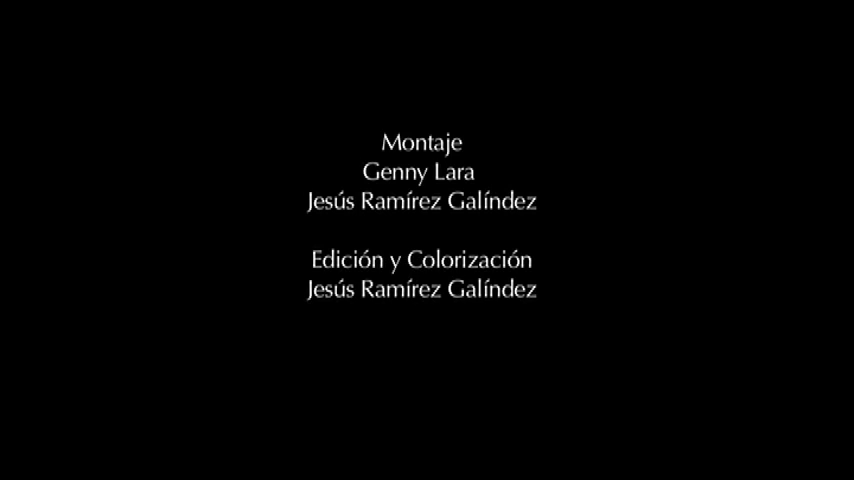 Montaje
Genny Lara
Jesús Ramírez Galíndez
Edición y Colorización
Jesús Ramírez Galíndez